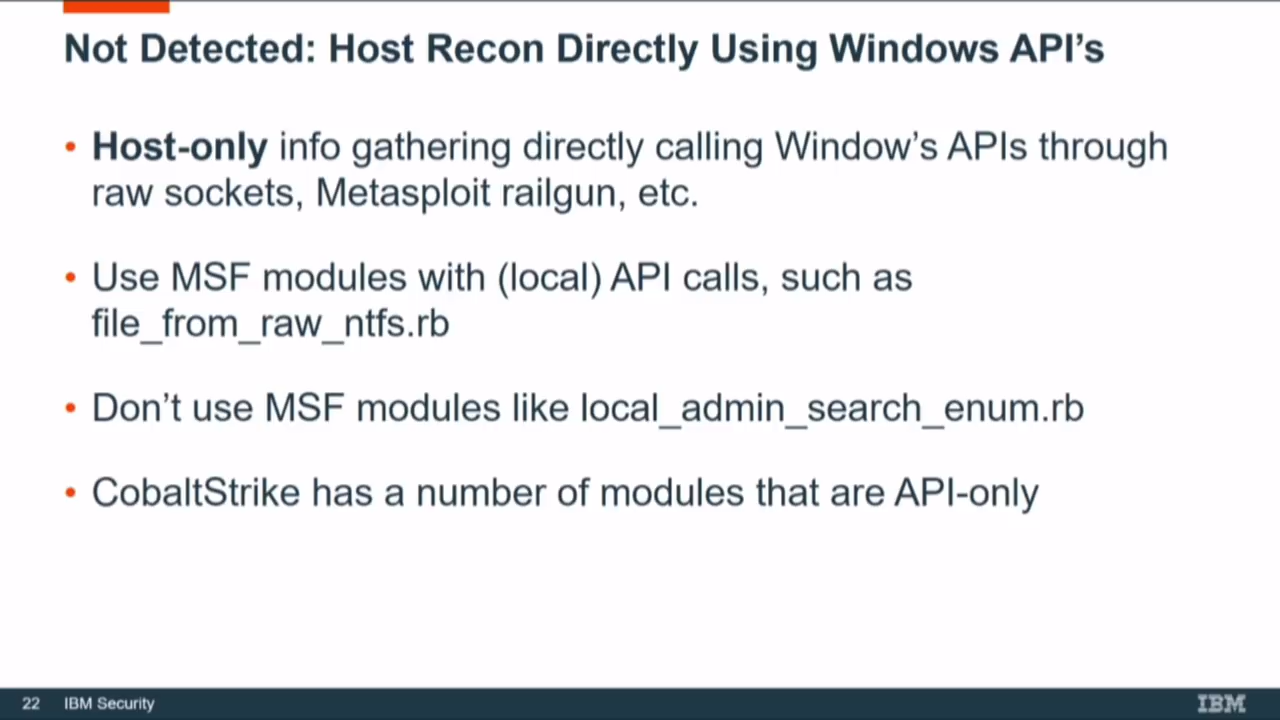 Not Detected: Host Recon Directly Using Windows API's
• Host-only info gathering directly calling Window's APIs through
raw sockets, Metasploit railgun, etc.
• Use MSF modules with (local) API calls, such as
file_from_raw_ntfs.rb
• Don't use MSF modules like local_admin_search_enum.rb
• CobaltStrike has a number of modules that are API-only
22 IBM Security
IBM